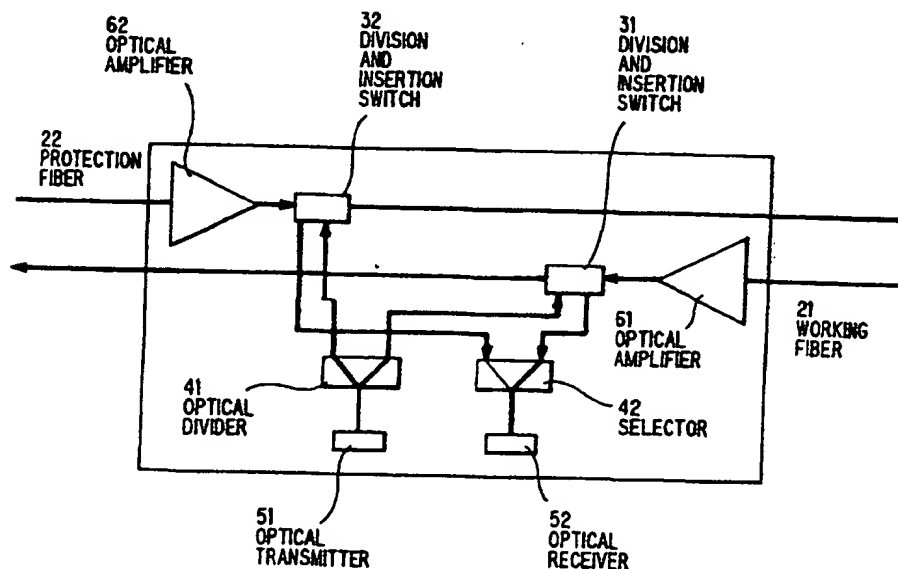 62
OPTICAL
AMPLIFIER
32
DIVISION
AND
INSERTION
SWITCH
31
DIVISION
AND
INSERTION
SWITCH
22
PROTECTION
FIBER
61
OPTICAL
AMPLIFIER
21
WORKING
FIBER
41
OPTICAL
DIVIDER
42
SELECTOR
51
OPTICAL
TRANSMITTER
52
OPTICAL
RECEIVER